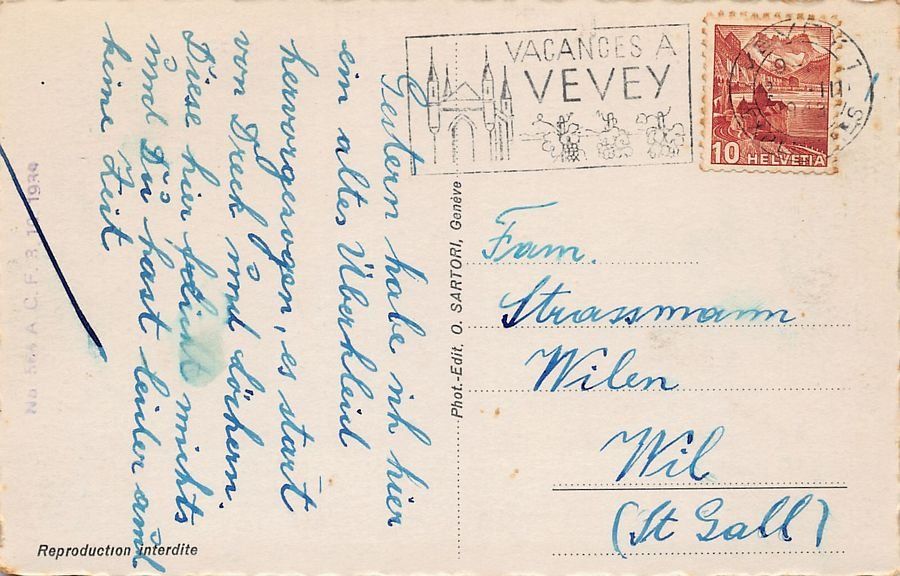 Gestern habe ich hier
ein altes Überkleid
hervorgezogen, es starrt
von Dreck und Löchern.
Diese hier flickt nichts
und Du hast leider auch
keine Zeit
VACANCES A
VEVEY
10 HELVETIA
Phot.-Edit. O. SARTORI, Genève
Fam.
Strassmann
Wilen
Wil
(St Gall)
Reproduction interdite